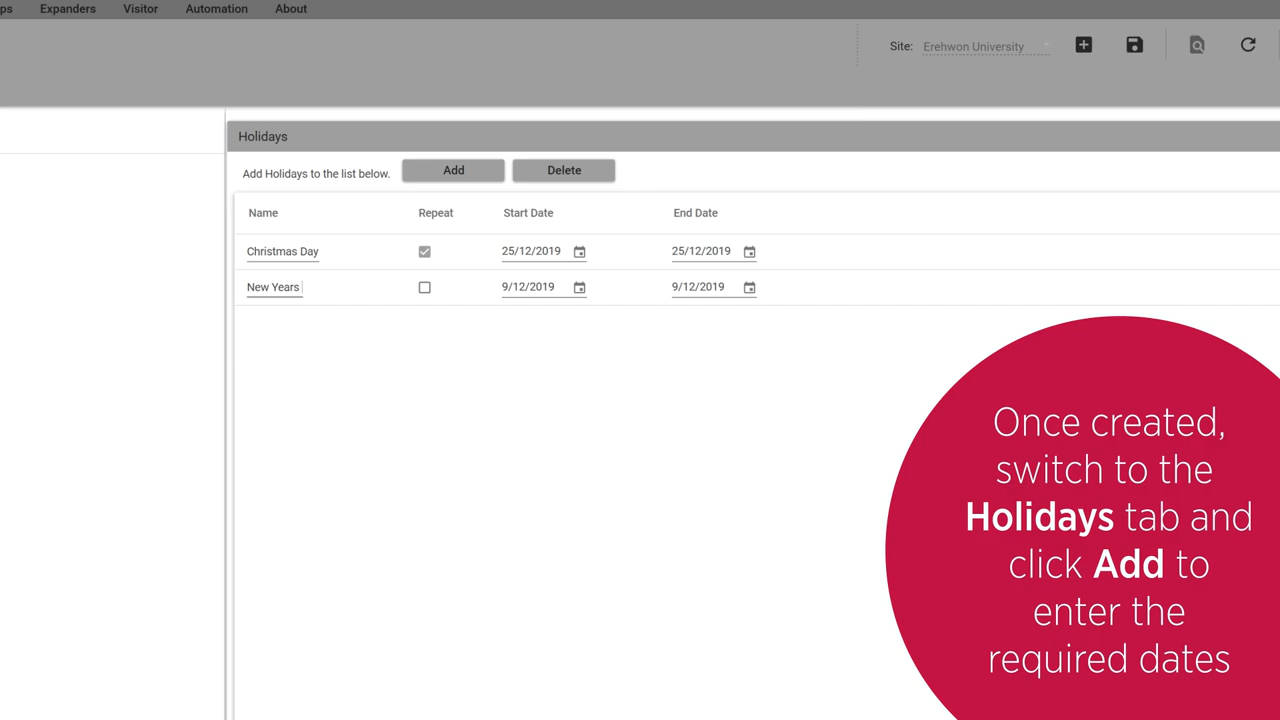 ps Expanders Visitor Automation About
Site: Erehwon University
Holidays
Add Holidays to the list below. Add Delete
Name Repeat Start Date End Date
Christmas Day 25/12/2019 25/12/2019
New Years 9/12/2019 9/12/2019
Once created,
switch to the
Holidays tab and
click Add to
enter the
required dates